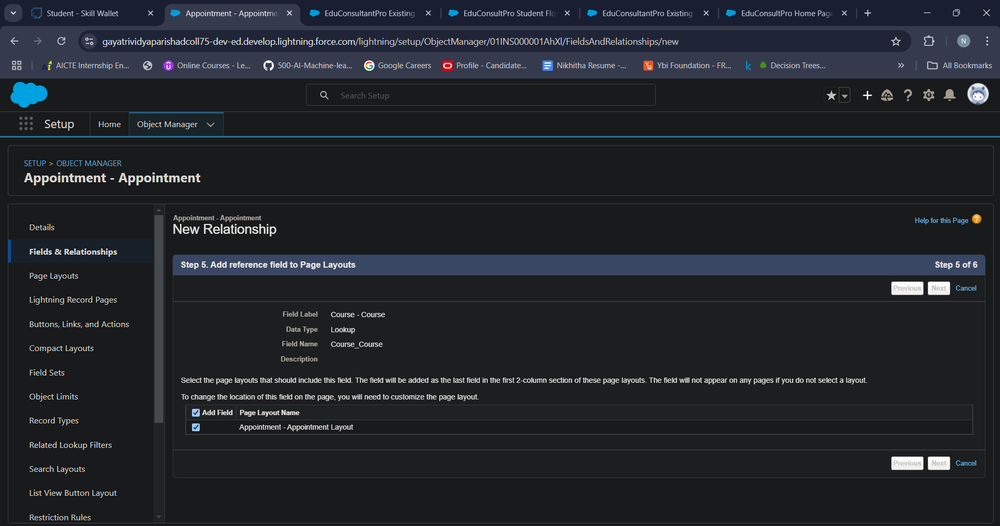 Student - Skill Wallet
Appointment - Appointme
EduConsultantPro Existing
EduConsultPro Student Flo
EduConsultantPro Existing
EduConsultPro Home Page
gayatrividyaparishadcoll75-dev-ed.develop.lightning.force.com/lightning/setup/ObjectManager/01INS000001AhXl/FieldsAndRelationships/new
N
AICTE Internship En...
Online Courses - Le...
500-AI-Machine-lea...
Google Careers
Profile - Candidate...
Nikhitha Resume -...
Ybi Foundation - FR...
k
Decision Trees...
All Bookmarks
Search Setup
Setup
Home
Object Manager
SETUP > OBJECT MANAGER
Appointment - Appointment
Details
Fields & Relationships
Page Layouts
Lightning Record Pages
Buttons, Links, and Actions
Compact Layouts
Field Sets
Object Limits
Record Types
Related Lookup Filters
Search Layouts
List View Button Layout
Restriction Rules
Appointment - Appointment
New Relationship
Help for this Page ?
Step 5. Add reference field to Page Layouts
Step 5 of 6
Previous Next Cancel
Field Label Course - Course
Data Type Lookup
Field Name Course_Course
Description
Select the page layouts that should include this field. The field will be added as the last field in the first 2-column section of these page layouts. The field will not appear on any pages if you do not select a layout.
To change the location of this field on the page, you will need to customize the page layout.
Add Field Page Layout Name
Appointment - Appointment Layout
Previous Next Cancel